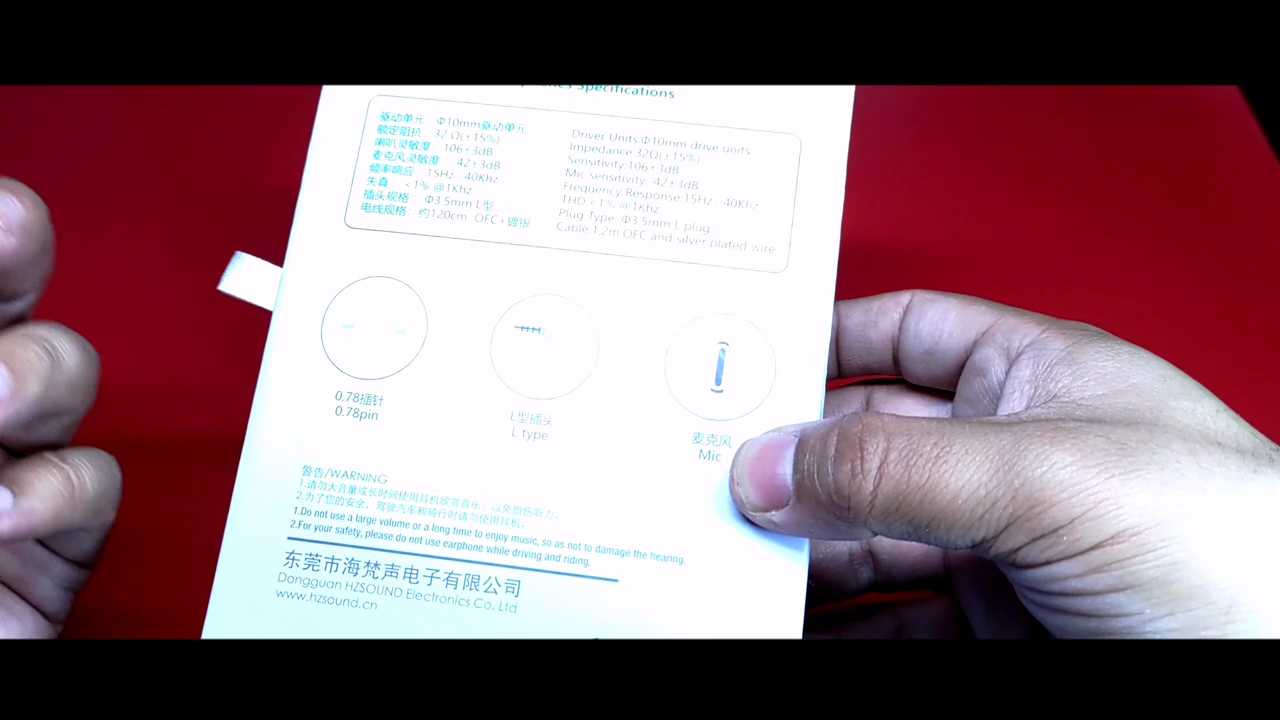 Specifications
驱动单元：Φ10mm驱动单元
额定阻抗：32 Ω(±15%)
喇叭灵敏度：106±3dB
麦克风灵敏度：-42±3dB
频率响应：15Hz--40Khz
失真：<1% @1Khz
插头规格：Φ3.5mm L型
电线规格：约120cm OFC+镀银
Driver Units:Φ10mm drive units
Impedance:32Ω(±15%)
Sensitivity:106±3dB
Mic sensitivity:-42±3dB
Frequency Response:15Hz--40Khz
THD:<1% @1Khz
Plug Type: Φ3.5mm L plug
Cable:1.2m,OFC and silver plated wire
0.78插针
0.78pin
L型插头
L type
麦克风
Mic
警告/WARNING
1.请勿大音量或长时间使用耳机欣赏音乐，以免损伤听力。
2.为了您的安全，驾驶汽车和骑行时请勿使用耳机。
1.Do not use a large volume or a long time to enjoy music, so as not to damage the hearing.
2.For your safety, please do not use earphone while driving and riding.
东莞市海梵声电子有限公司
Dongguan HZSOUND Electronics Co. Ltd
www.hzsound.cn